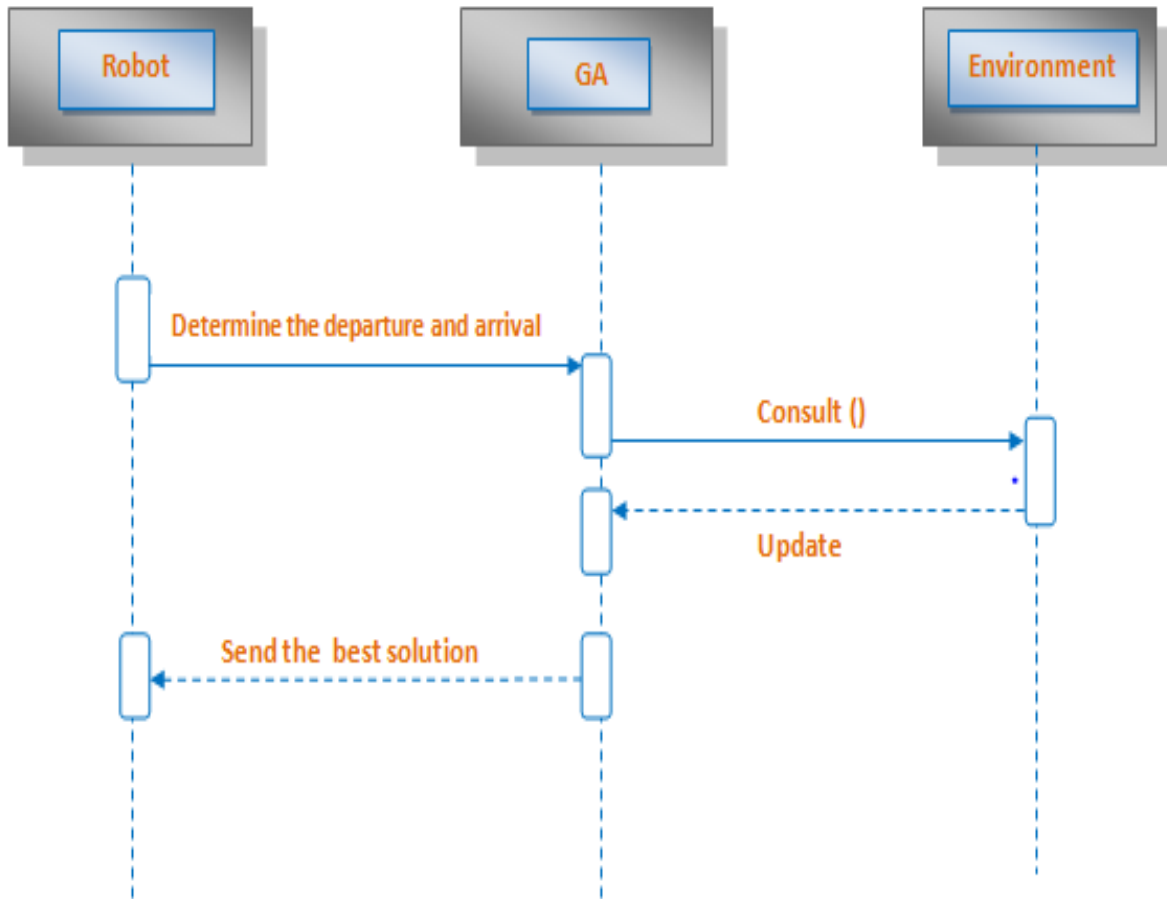 Robot
GA
Environment
Determine the departure and arrival
Consult ()
Update
Send the best solution